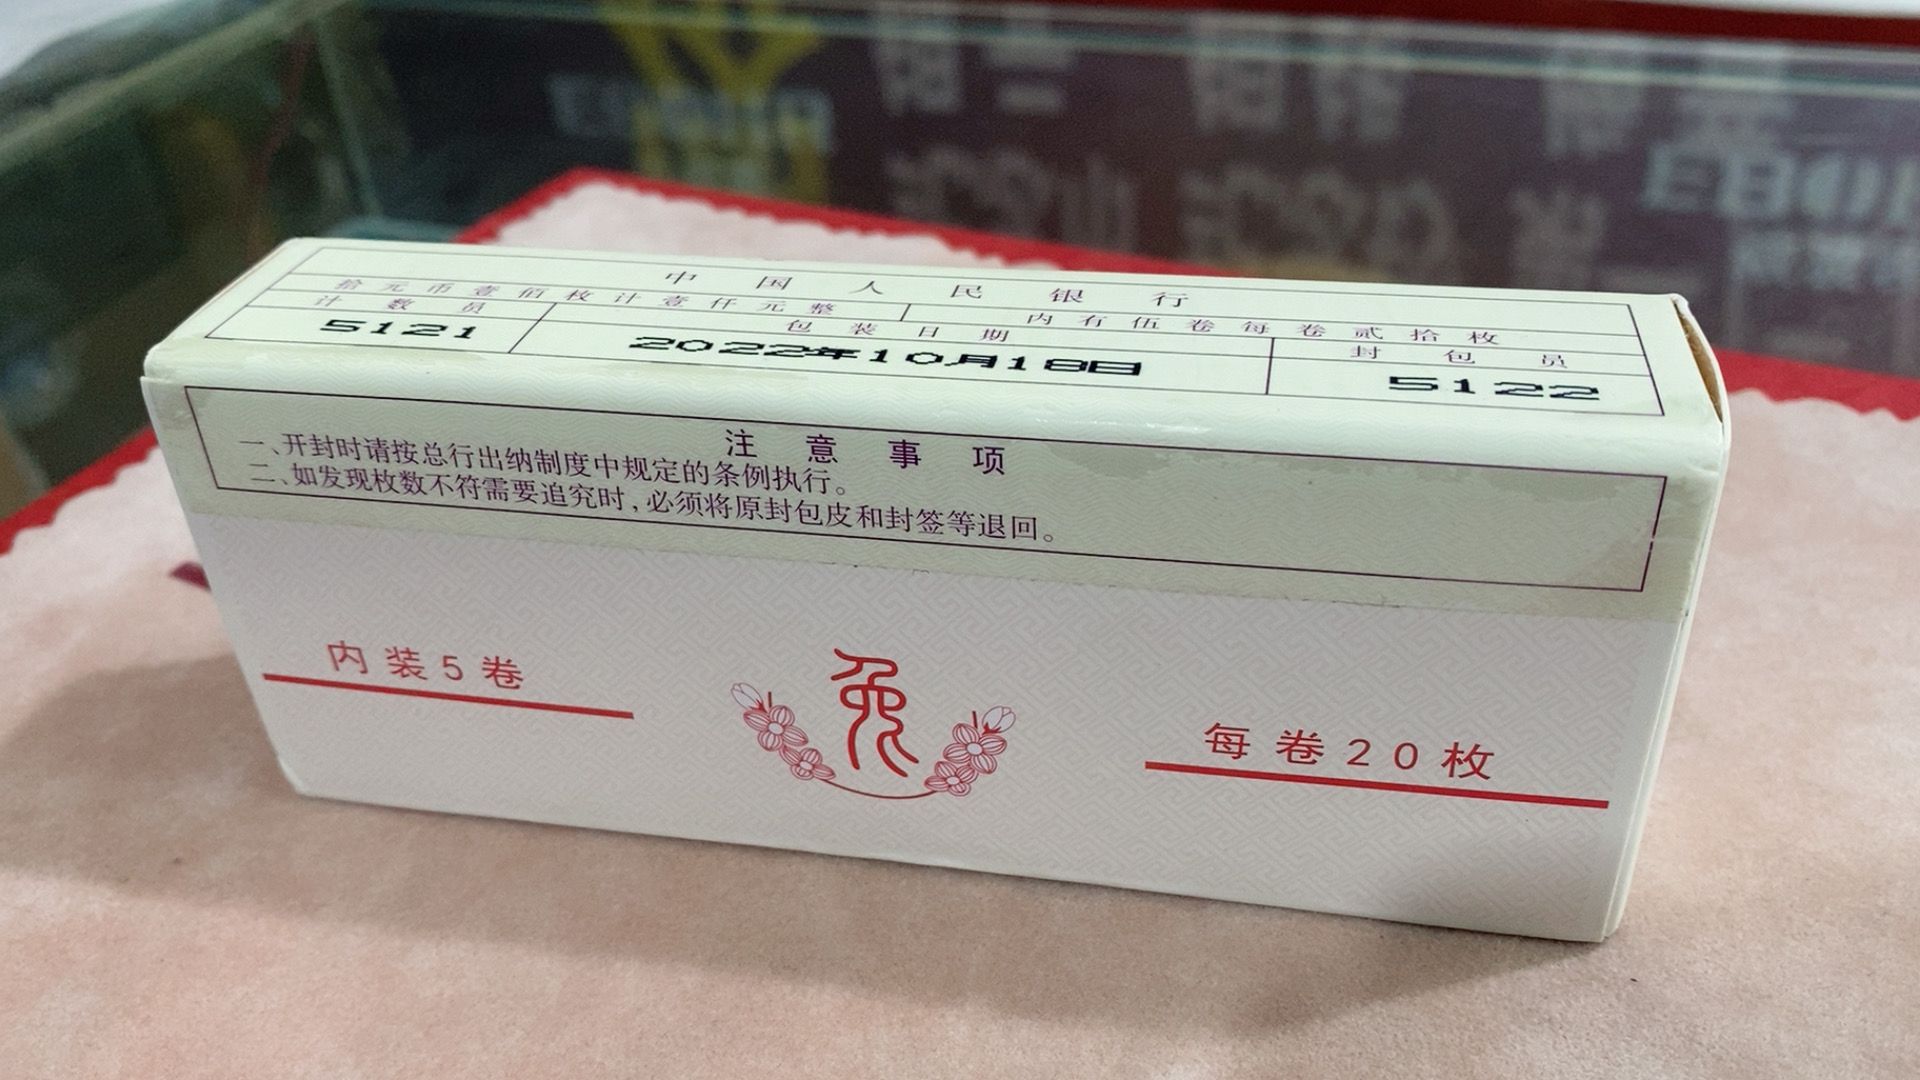 中国人民银行
拾元币壹佰枚计壹仟元整 内有伍卷每卷贰拾枚
计数员 包装日期 封包员
5121 2022年10月18日 5122
注意事项
一、开封时请按总行出纳制度中规定的条例执行。
二、如发现枚数不符需要追究时,必须将原封包皮和封签等退回。
内装5卷
兔
每卷20枚